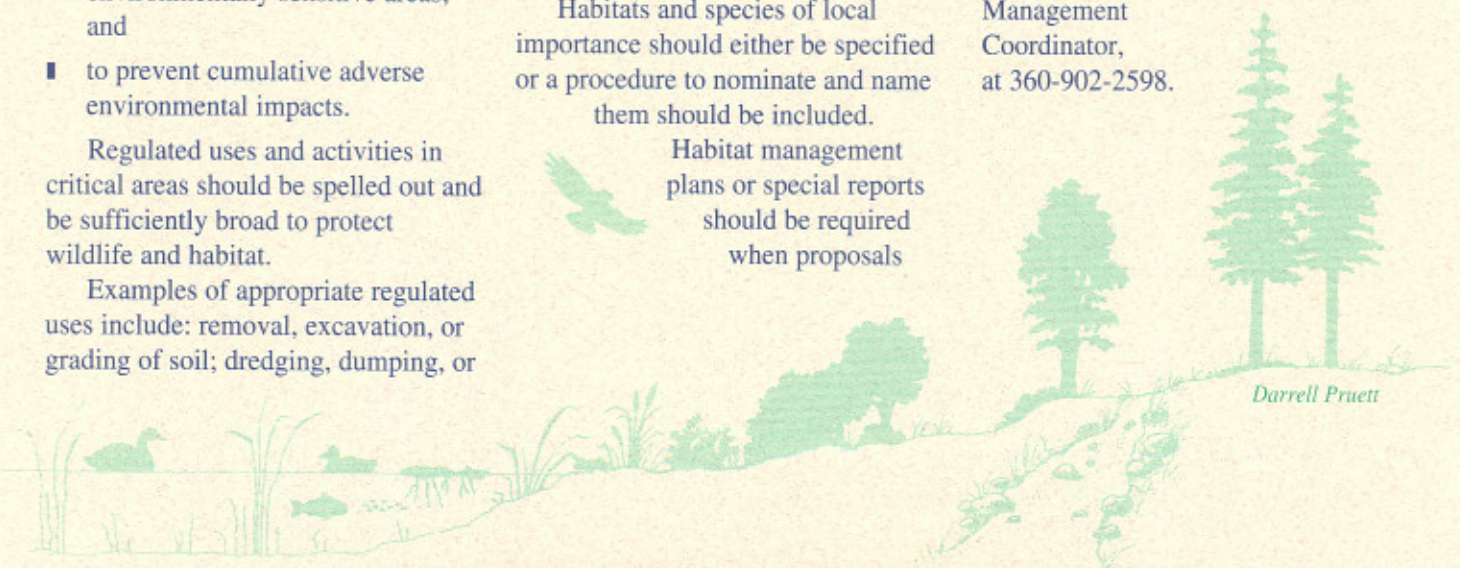 environmentally sensitive areas,
and
to prevent cumulative adverse
environmental impacts.
Regulated uses and activities in
critical areas should be spelled out and
be sufficiently broad to protect
wildlife and habitat.
Examples of appropriate regulated
uses include: removal, excavation, or
grading of soil; dredging, dumping, or
Habitats and species of local
importance should either be specified
or a procedure to nominate and name
them should be included.
Habitat management
plans or special reports
should be required
when proposals
Management
Coordinator,
at 360-902-2598.
Darrell Pruett